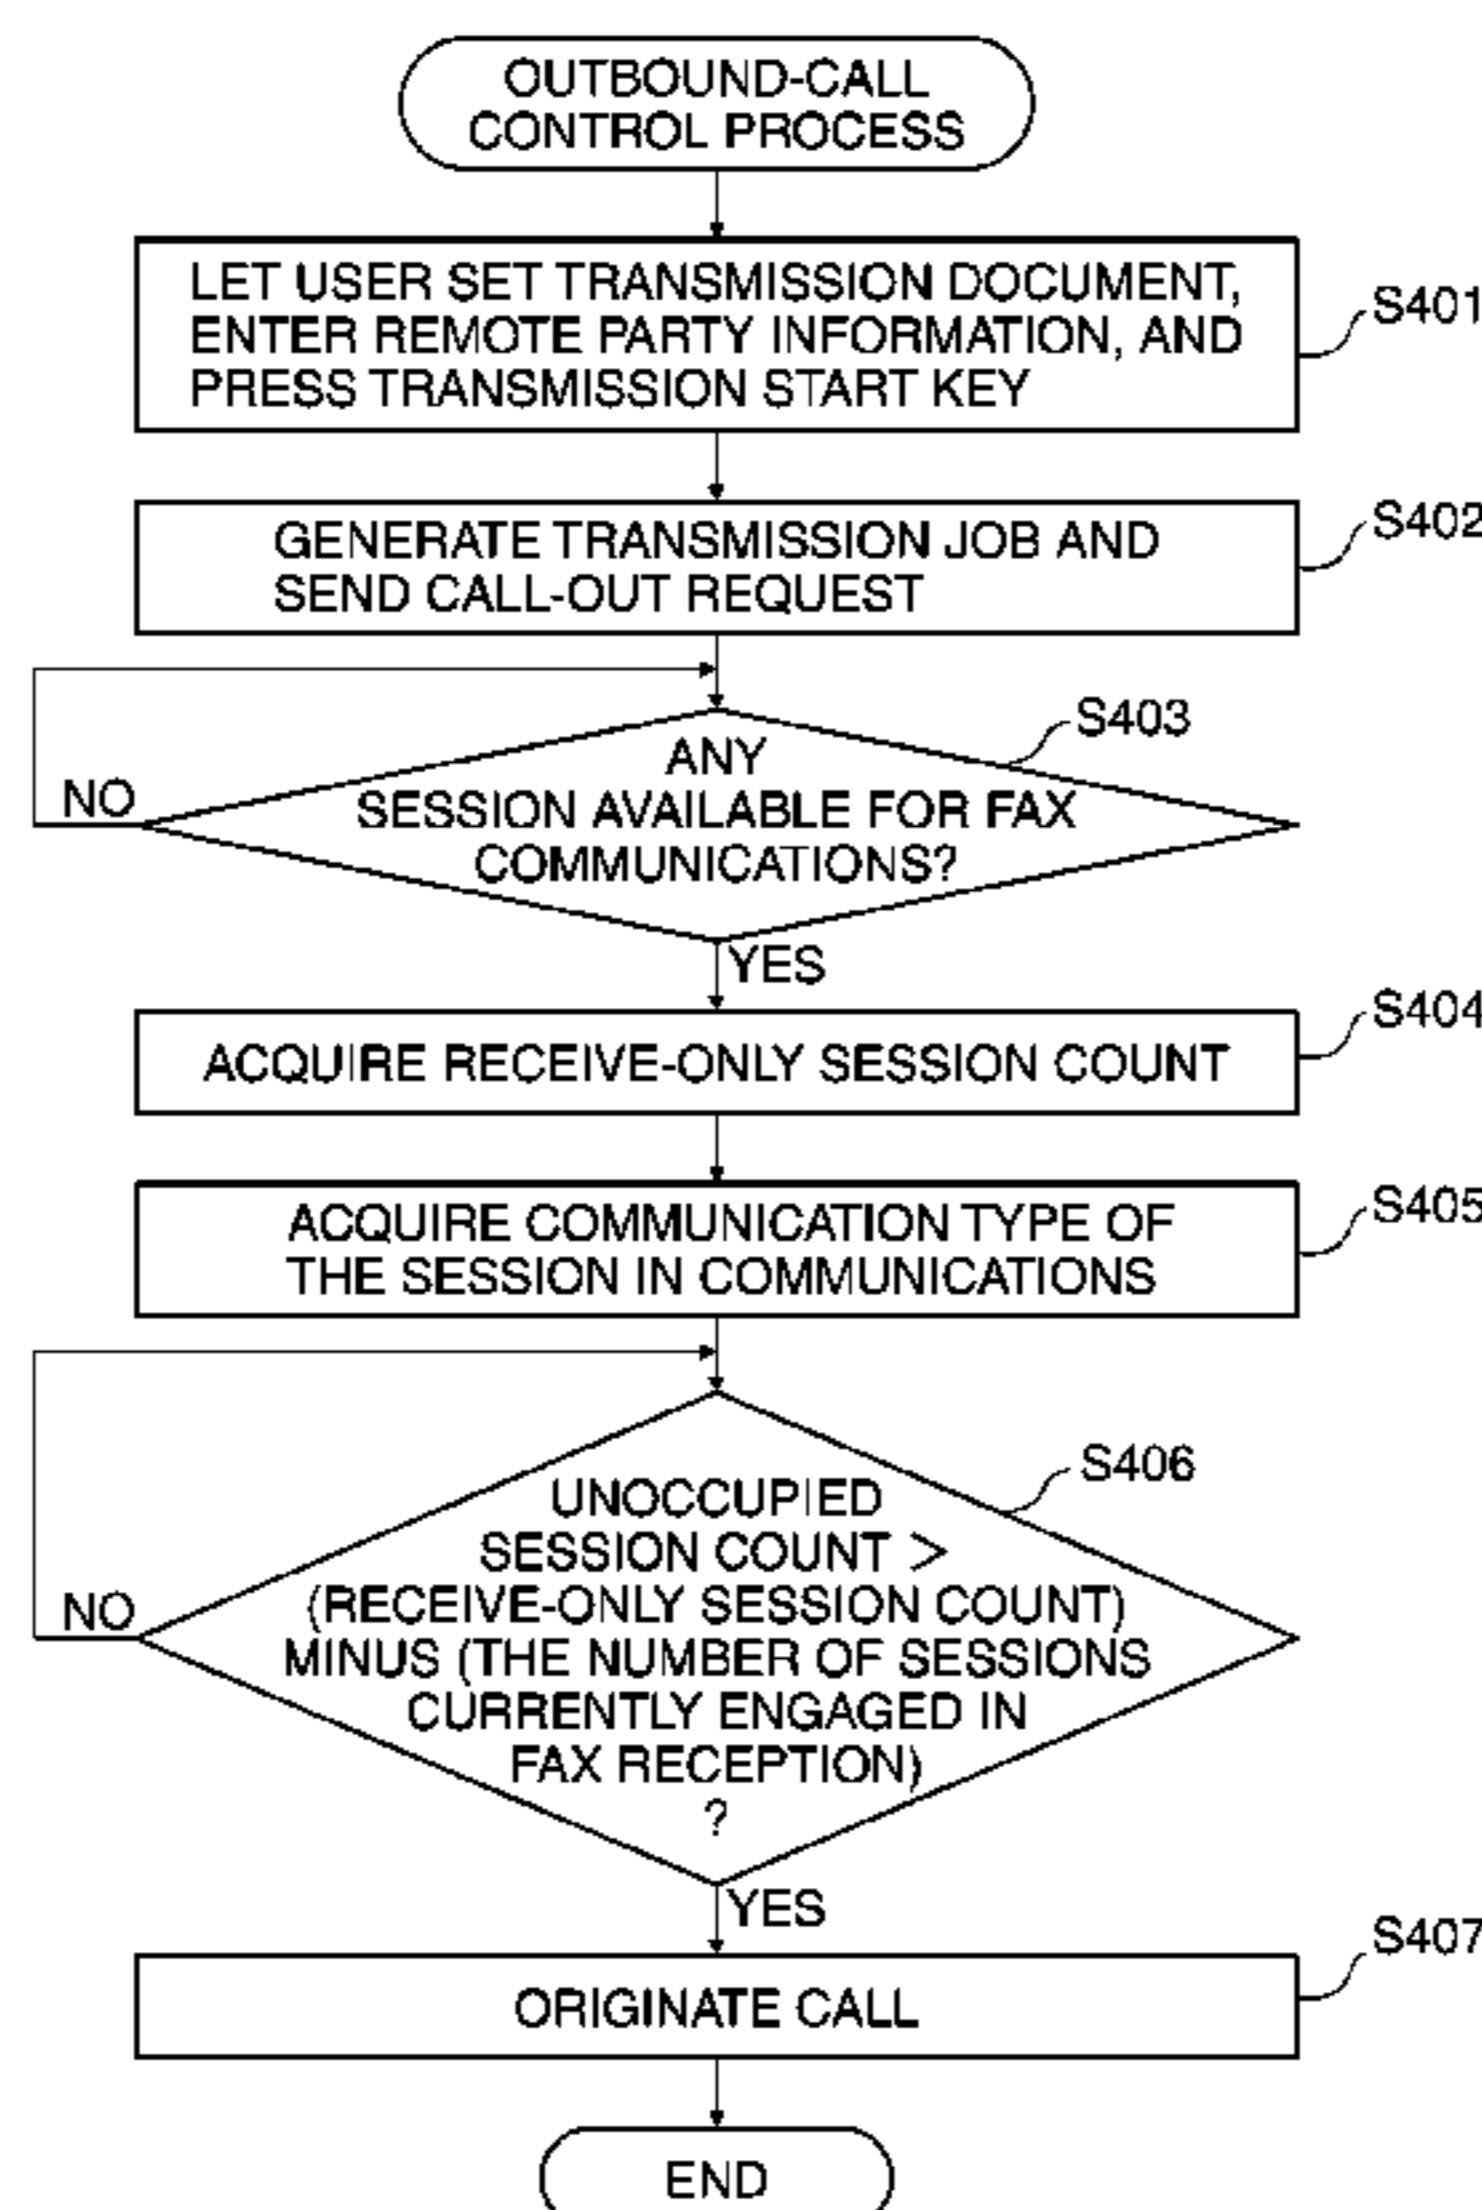 OUTBOUND-CALL
CONTROL PROCESS
LET USER SET TRANSMISSION DOCUMENT,
ENTER REMOTE PARTY INFORMATION, AND
PRESS TRANSMISSION START KEY
S401
GENERATE TRANSMISSION JOB AND
SEND CALL-OUT REQUEST
S402
ANY
SESSION AVAILABLE FOR FAX
COMMUNICATIONS?
S403
NO
YES
ACQUIRE RECEIVE-ONLY SESSION COUNT
S404
ACQUIRE COMMUNICATION TYPE OF
THE SESSION IN COMMUNICATIONS
S405
UNOCCUPIED
SESSION COUNT >
(RECEIVE-ONLY SESSION COUNT)
MINUS (THE NUMBER OF SESSIONS
CURRENTLY ENGAGED IN
FAX RECEPTION)
?
S406
NO
YES
ORIGINATE CALL
S407
END